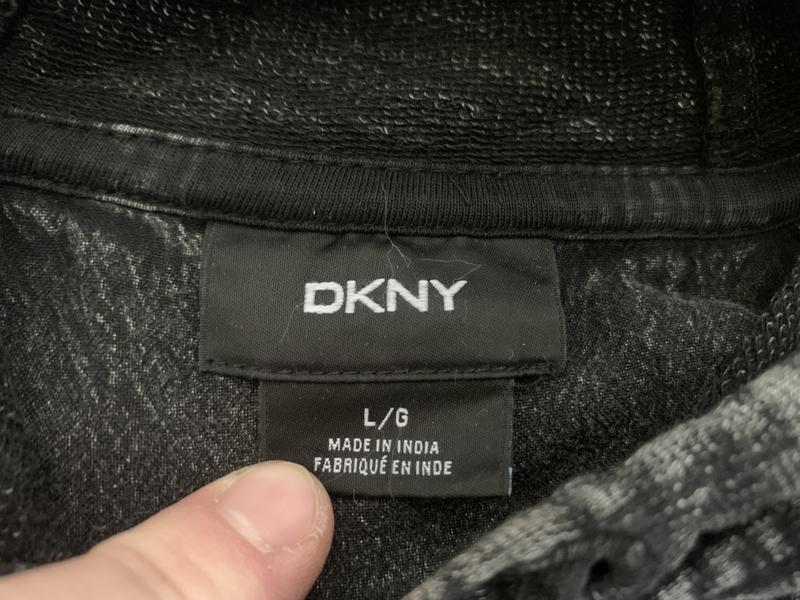 DKNY
L/G
MADE IN INDIA
FABRIQUÉ EN INDE